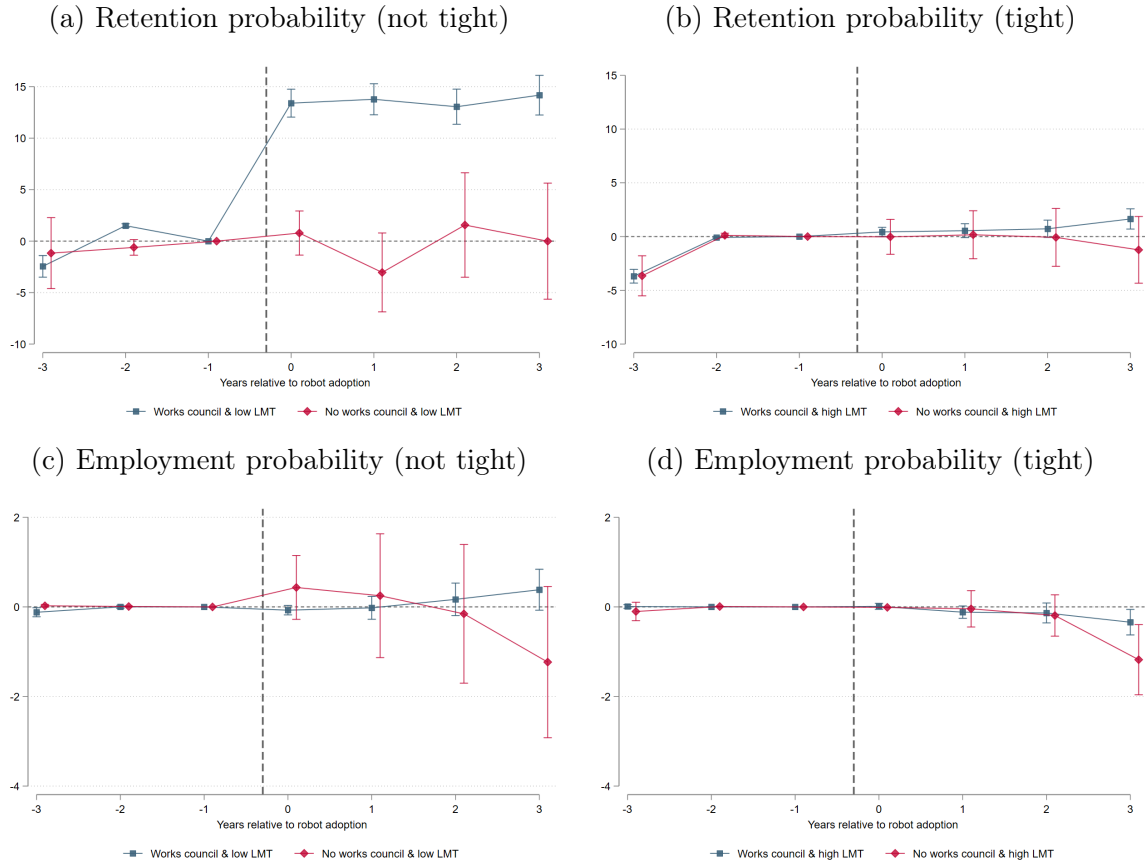 (a) Retention probability (not tight)
15
10
5
0
-5
-10
-3 -2 -1 0 1 2 3
Years relative to robot adoption
Works council & low LMT No works council & low LMT
(b) Retention probability (tight)
15
10
5
0
-5
-10
-3 -2 -1 0 1 2 3
Years relative to robot adoption
Works council & high LMT No works council & high LMT
(c) Employment probability (not tight)
2
0
-2
-4
-3 -2 -1 0 1 2 3
Years relative to robot adoption
Works council & low LMT No works council & low LMT
(d) Employment probability (tight)
2
0
-2
-4
-3 -2 -1 0 1 2 3
Years relative to robot adoption
Works council & high LMT No works council & high LMT